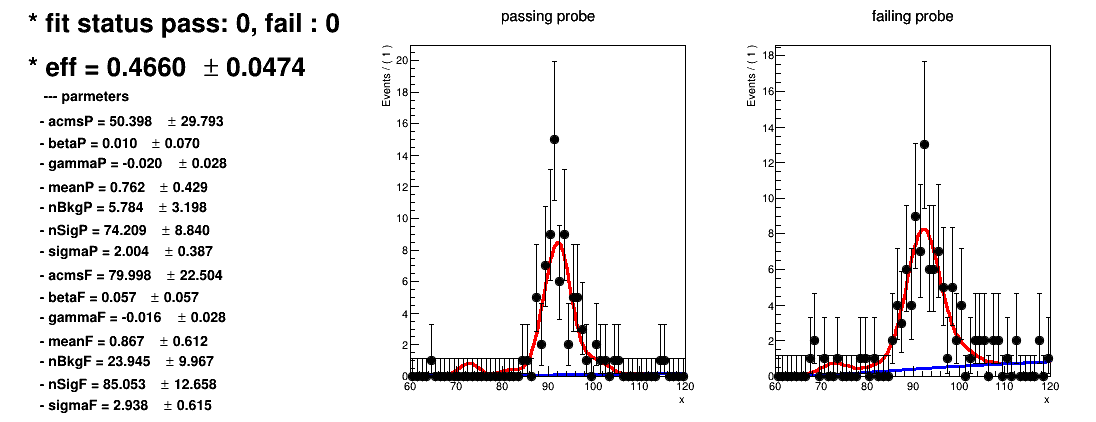 * fit status pass: 0, fail : 0
* eff = 0.4660 ± 0.0474
--- parmeters
- acmsP = 50.398 ± 29.793
- betaP = 0.010 ± 0.070
- gammaP = -0.020 ± 0.028
- meanP = 0.762 ± 0.429
- nBkgP = 5.784 ± 3.198
- nSigP = 74.209 ± 8.840
- sigmaP = 2.004 ± 0.387
- acmsF = 79.998 ± 22.504
- betaF = 0.057 ± 0.057
- gammaF = -0.016 ± 0.028
- meanF = 0.867 ± 0.612
- nBkgF = 23.945 ± 9.967
- nSigF = 85.053 ± 12.658
- sigmaF = 2.938 ± 0.615
passing probe
Events / ( 1 )
20
18
16
14
12
10
8
6
4
2
0
60 70 80 90 100 110 120
x
failing probe
Events / ( 1 )
18
16
14
12
10
8
6
4
2
0
60 70 80 90 100 110 120
x